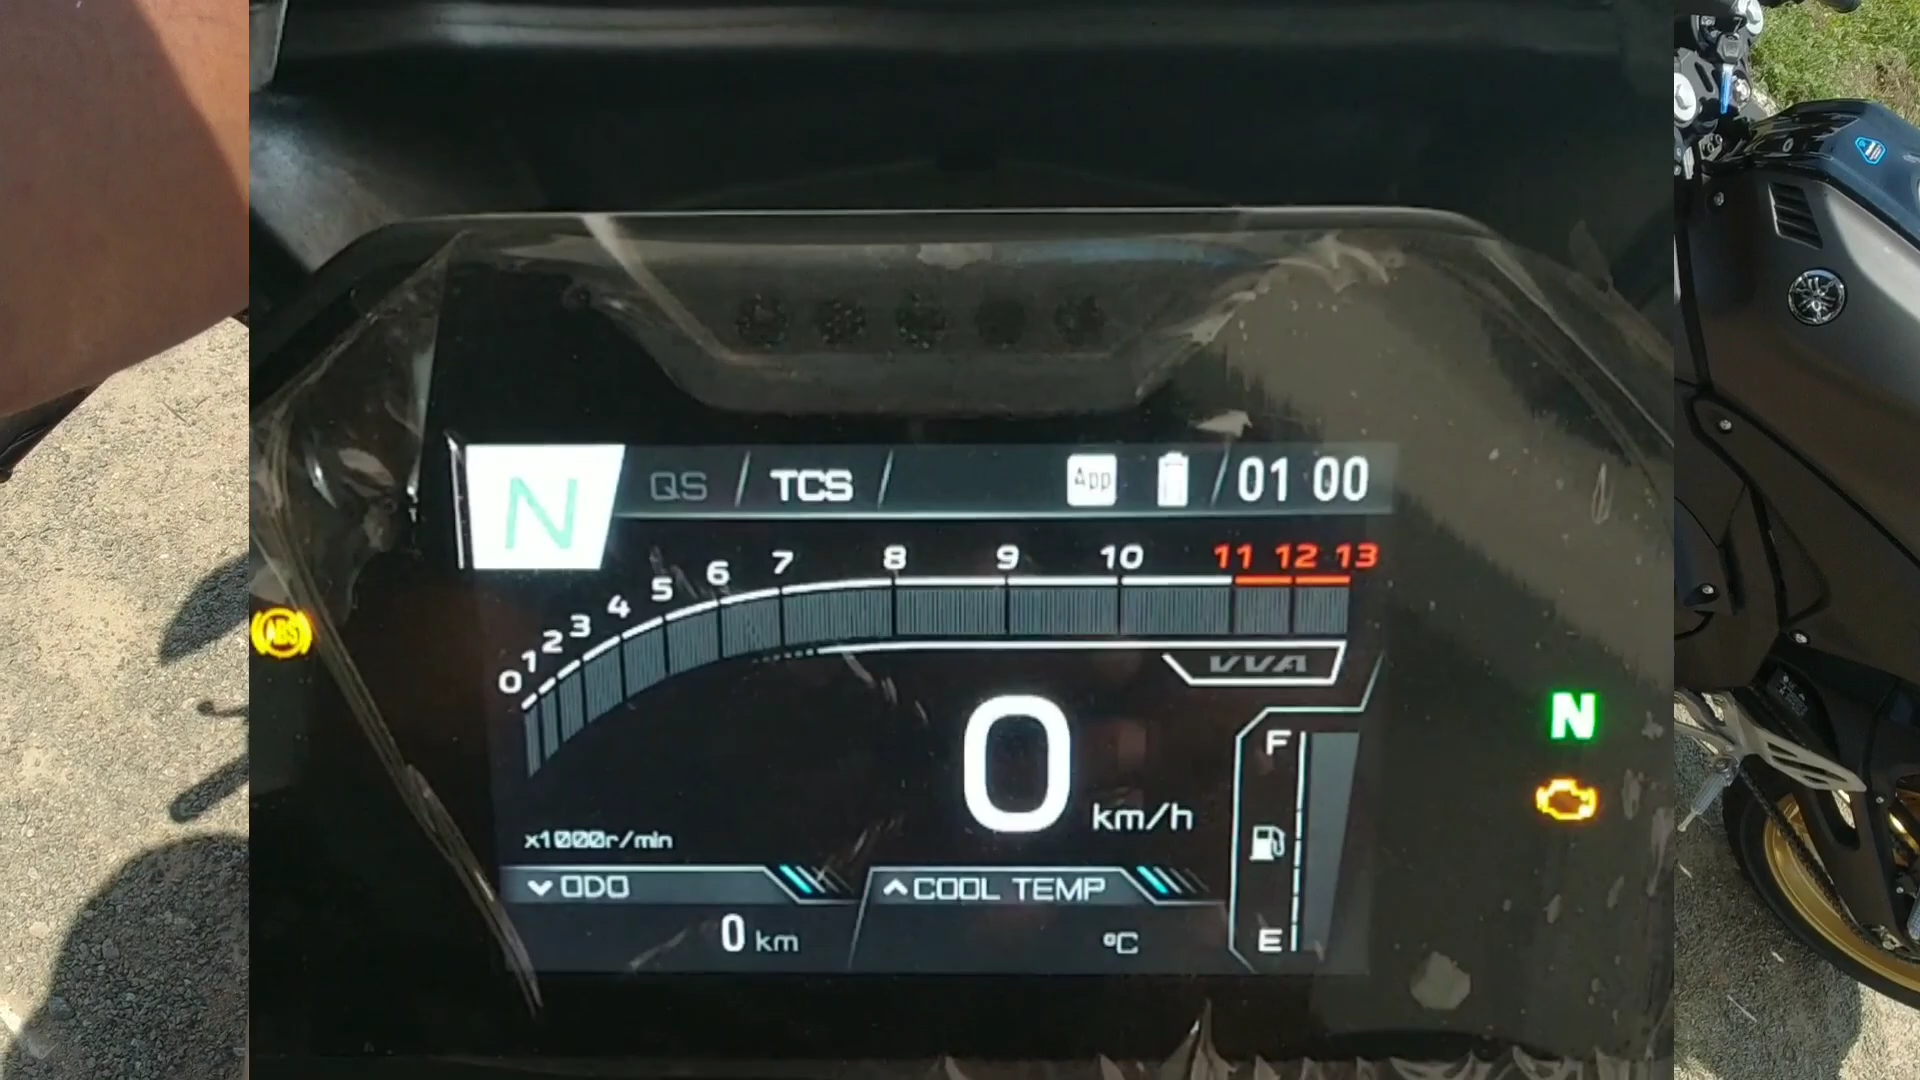 N QS / TCS / App / 01 00
0 1 2 3 4 5 6 7 8 9 10 11 12 13
ABS
VVA
0 km/h
N
F
x1000r/min
ODO
COOL TEMP
0 km
°C
E